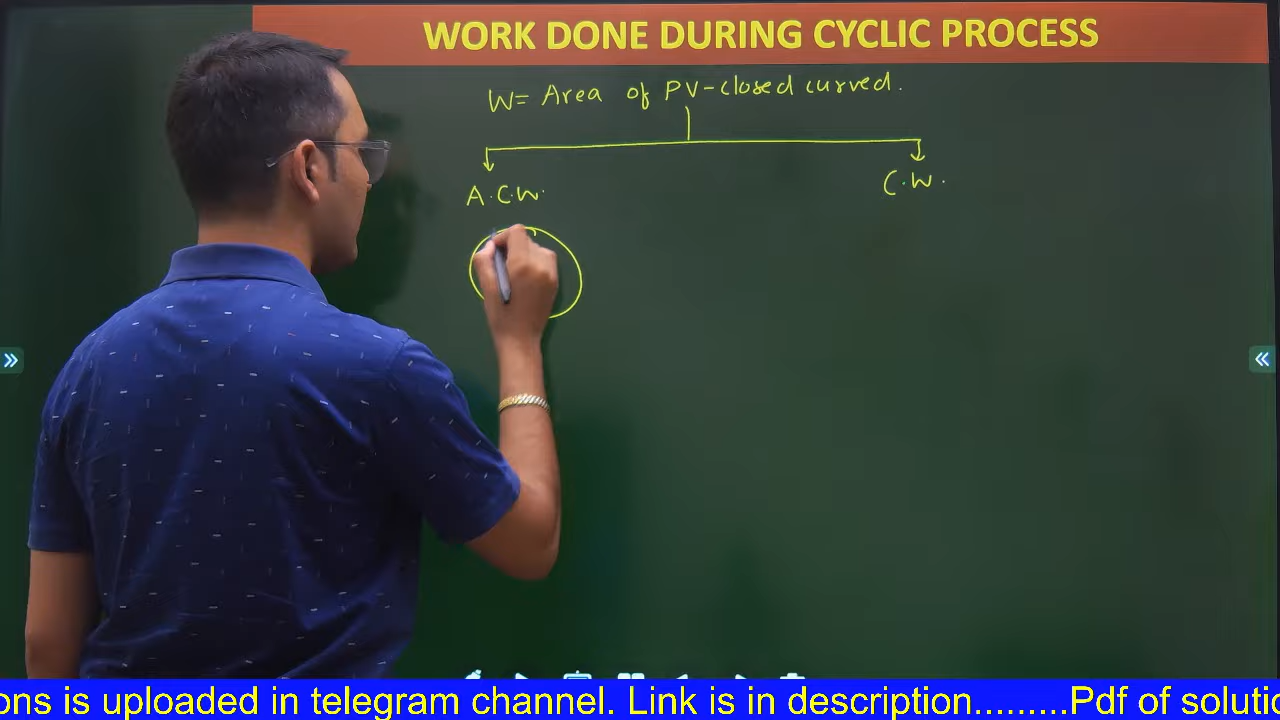 WORK DONE DURING CYCLIC PROCESS
W= Area of PV-closed curved.
A.C.W.
C.W.
ons is uploaded in telegram channel. Link is in description.........Pdf of solutio